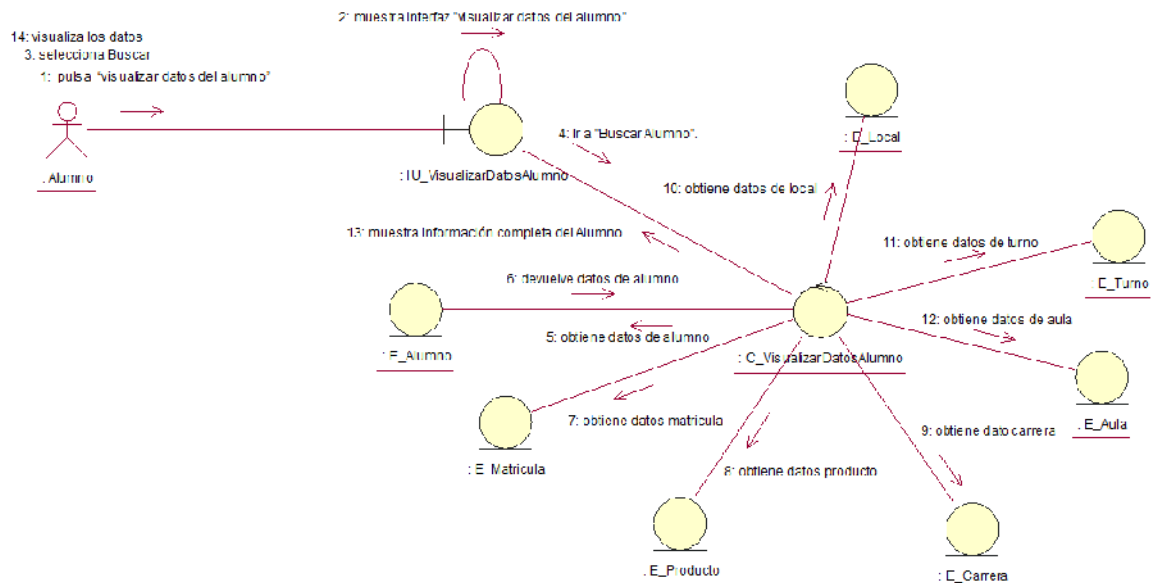 2: muestra interfaz "visualizar datos del alumno"
14: visualiza los datos
3. selecciona Buscar
1: pulsa "visualizar datos del alumno"
: Alumno
: IU_VisualizarDatosAlumno
4: Ir a "Buscar Alumno".
: E_Local
10: obtiene datos de local
13: muestra información completa del Alumno
11: obtiene datos de turno
: E_Turno
6: devuelve datos de alumno
5: obtiene datos de alumno
: E_Alumno
: C_VisualizarDatosAlumno
12: obtiene datos de aula
: E_Aula
7: obtiene datos matricula
: E_Matricula
9: obtiene dato carrera
8: obtiene datos producto
: E_Producto
: E_Carrera